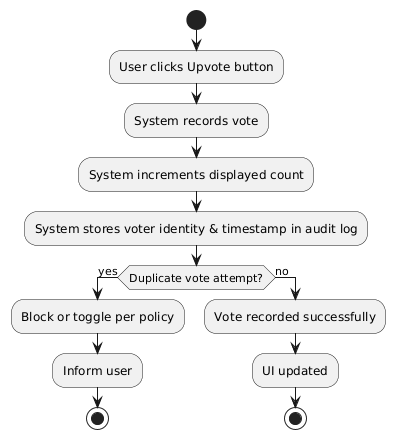 User clicks Upvote button
System records vote
System increments displayed count
System stores voter identity & timestamp in audit log
yes
Duplicate vote attempt?
no
Block or toggle per policy
Vote recorded successfully
Inform user
UI updated